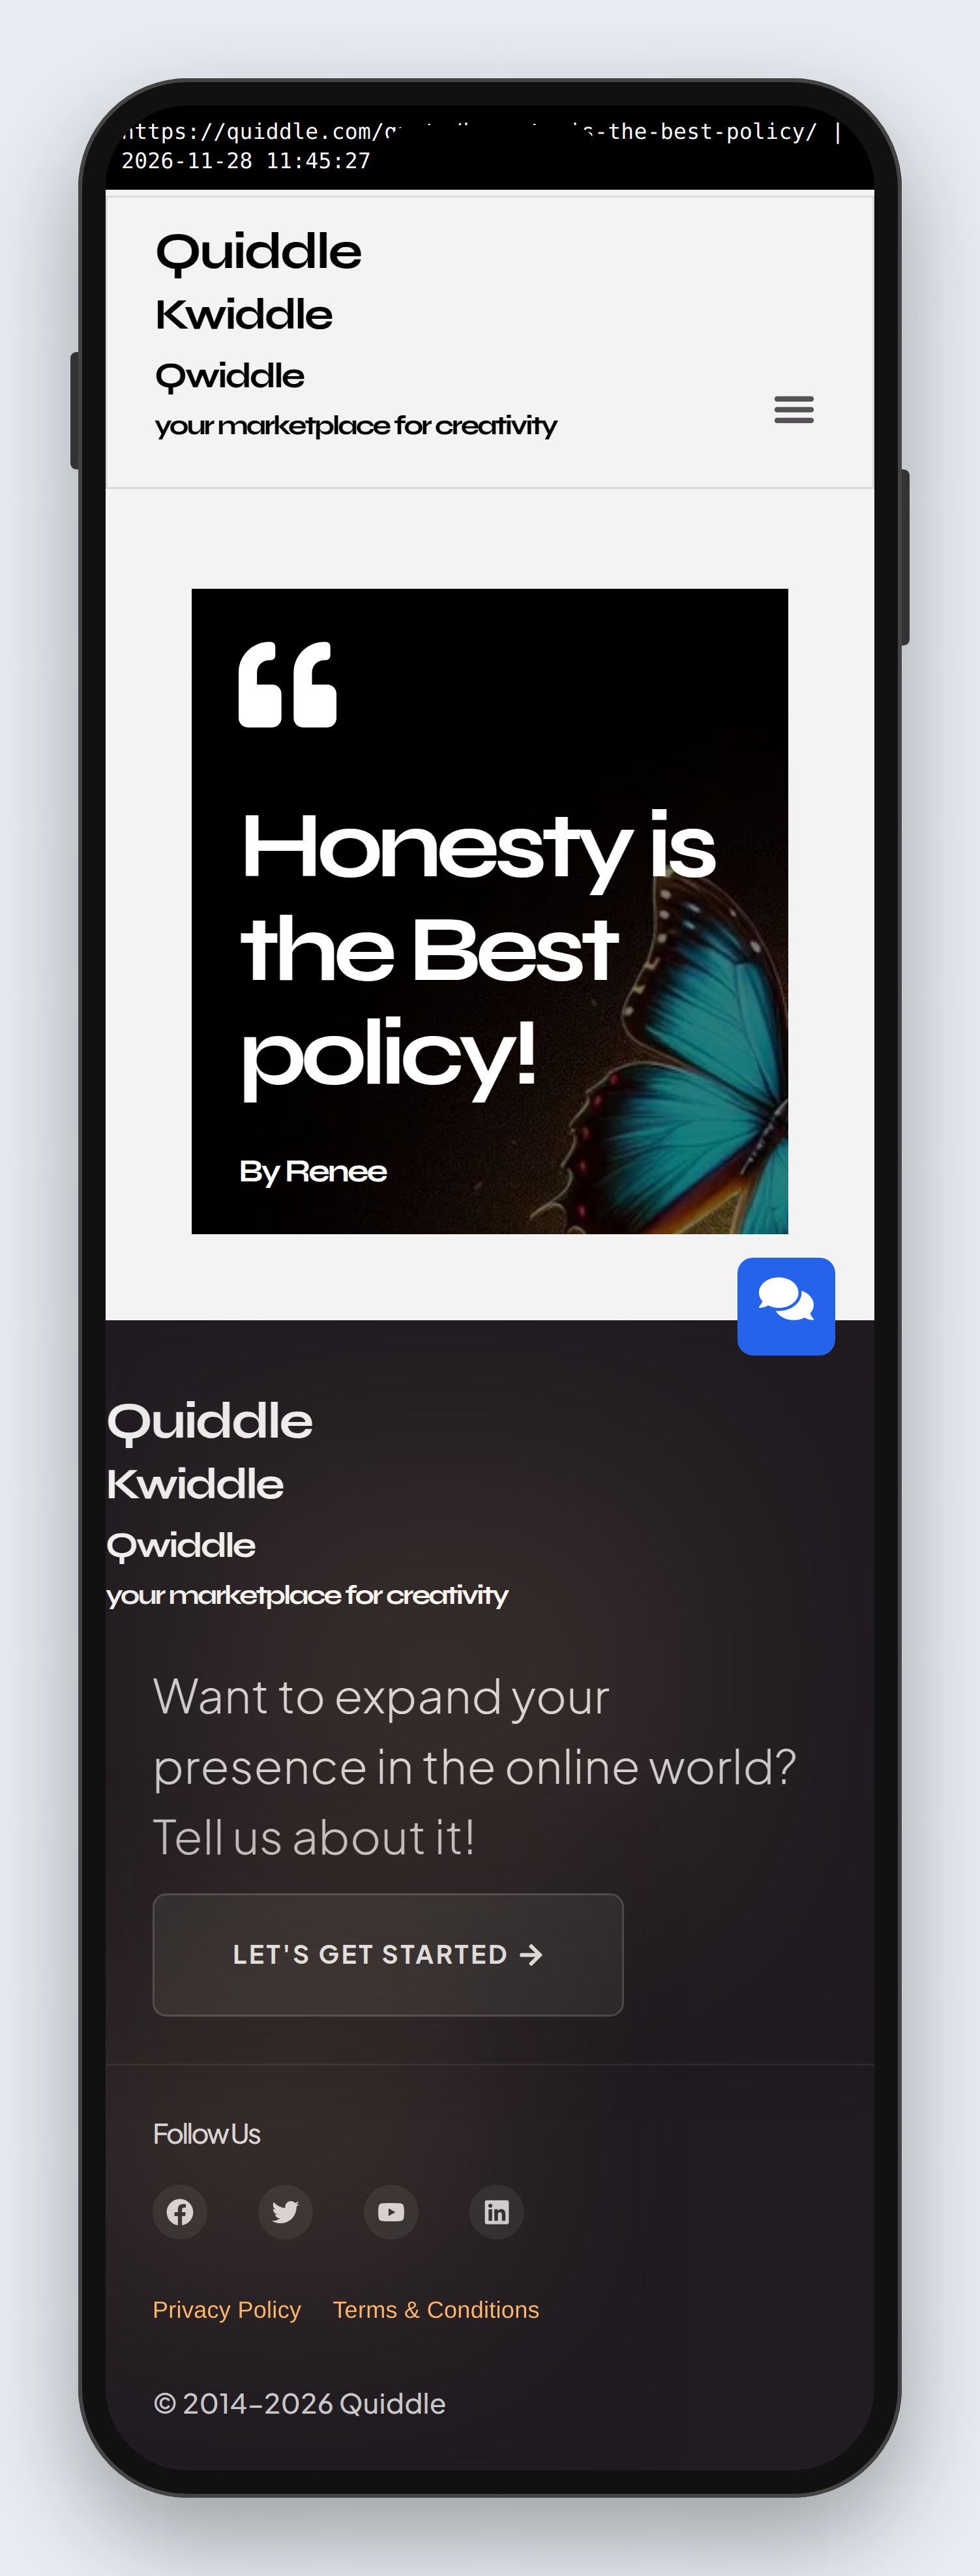 2026-11-28 11:45:27
Quiddle
Kwiddle
Qwiddle
your marketplace for creativity
Honesty is
the Best
policy!
By Renee
Quiddle
Kwiddle
Qwiddle
your marketplace for creativity
Want to expand your
presence in the online world?
Tell us about it!
LET'S GET STARTED
Follow Us
Privacy Policy Terms & Conditions
© 2014–2026 Quiddle